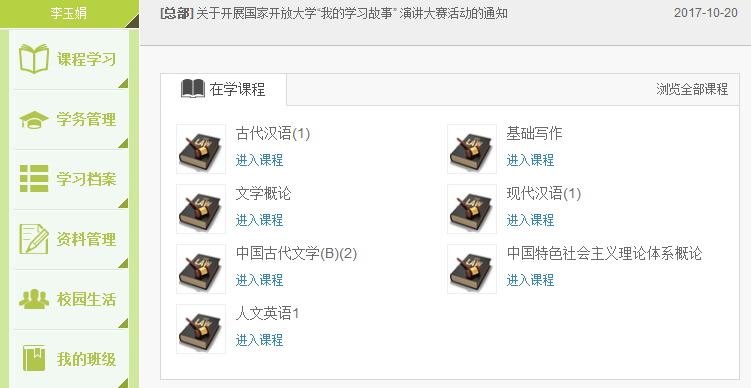 李玉娟
[总部] 关于开展国家开放大学“我的学习故事” 演讲大赛活动的通知 2017-10-20
课程学习
学务管理
学习档案
资料管理
校园生活
我的班级
在学课程 浏览全部课程
古代汉语(1)
进入课程
基础写作
进入课程
文学概论
进入课程
现代汉语(1)
进入课程
中国古代文学(B)(2)
进入课程
中国特色社会主义理论体系概论
进入课程
人文英语1
进入课程